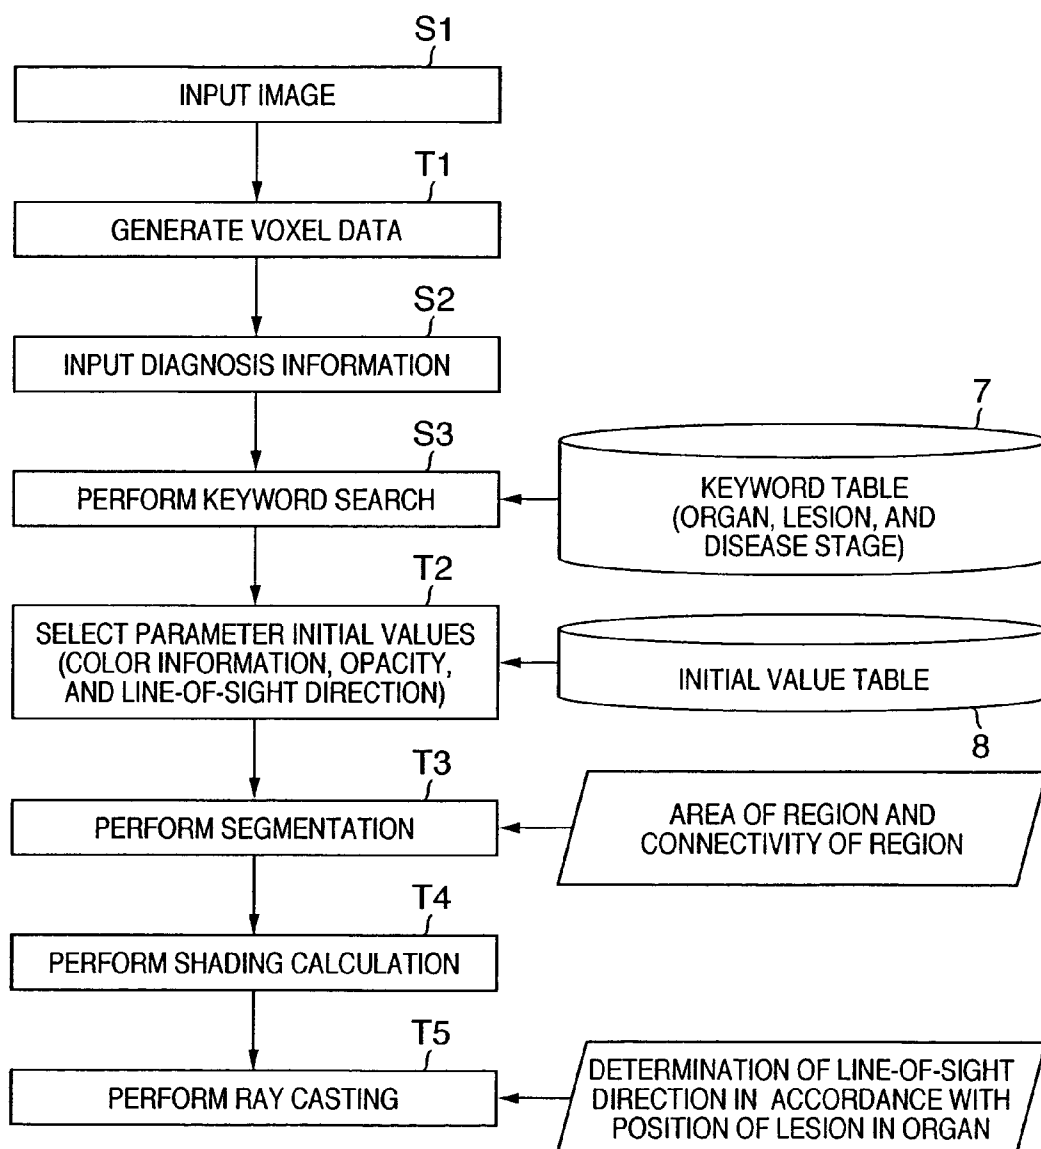 S1
INPUT IMAGE
T1
GENERATE VOXEL DATA
S2
INPUT DIAGNOSIS INFORMATION
S3
PERFORM KEYWORD SEARCH
7
KEYWORD TABLE
(ORGAN, LESION, AND
DISEASE STAGE)
T2
SELECT PARAMETER INITIAL VALUES
(COLOR INFORMATION, OPACITY,
AND LINE-OF-SIGHT DIRECTION)
INITIAL VALUE TABLE
8
T3
PERFORM SEGMENTATION
AREA OF REGION AND
CONNECTIVITY OF REGION
T4
PERFORM SHADING CALCULATION
T5
PERFORM RAY CASTING
DETERMINATION OF LINE-OF-SIGHT
DIRECTION IN ACCORDANCE WITH
POSITION OF LESION IN ORGAN